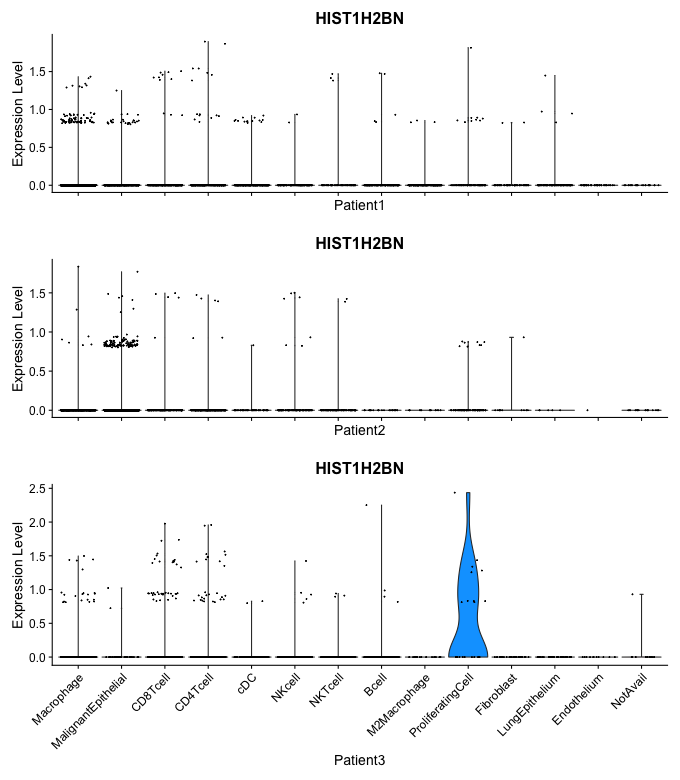 HIST1H2BN
Expression Level
1.5
1.0
0.5
0.0
Patient1
HIST1H2BN
Expression Level
1.5
1.0
0.5
0.0
Patient2
HIST1H2BN
Expression Level
2.5
2.0
1.5
1.0
0.5
0.0
Macrophage
MalignantEpithelial
CD8Tcell
CD4Tcell
cDC
NKcell
NKTcell
Bcell
M2Macrophage
ProliferatingCell
Fibroblast
LungEpithelium
Endothelium
NotAvail
Patient3